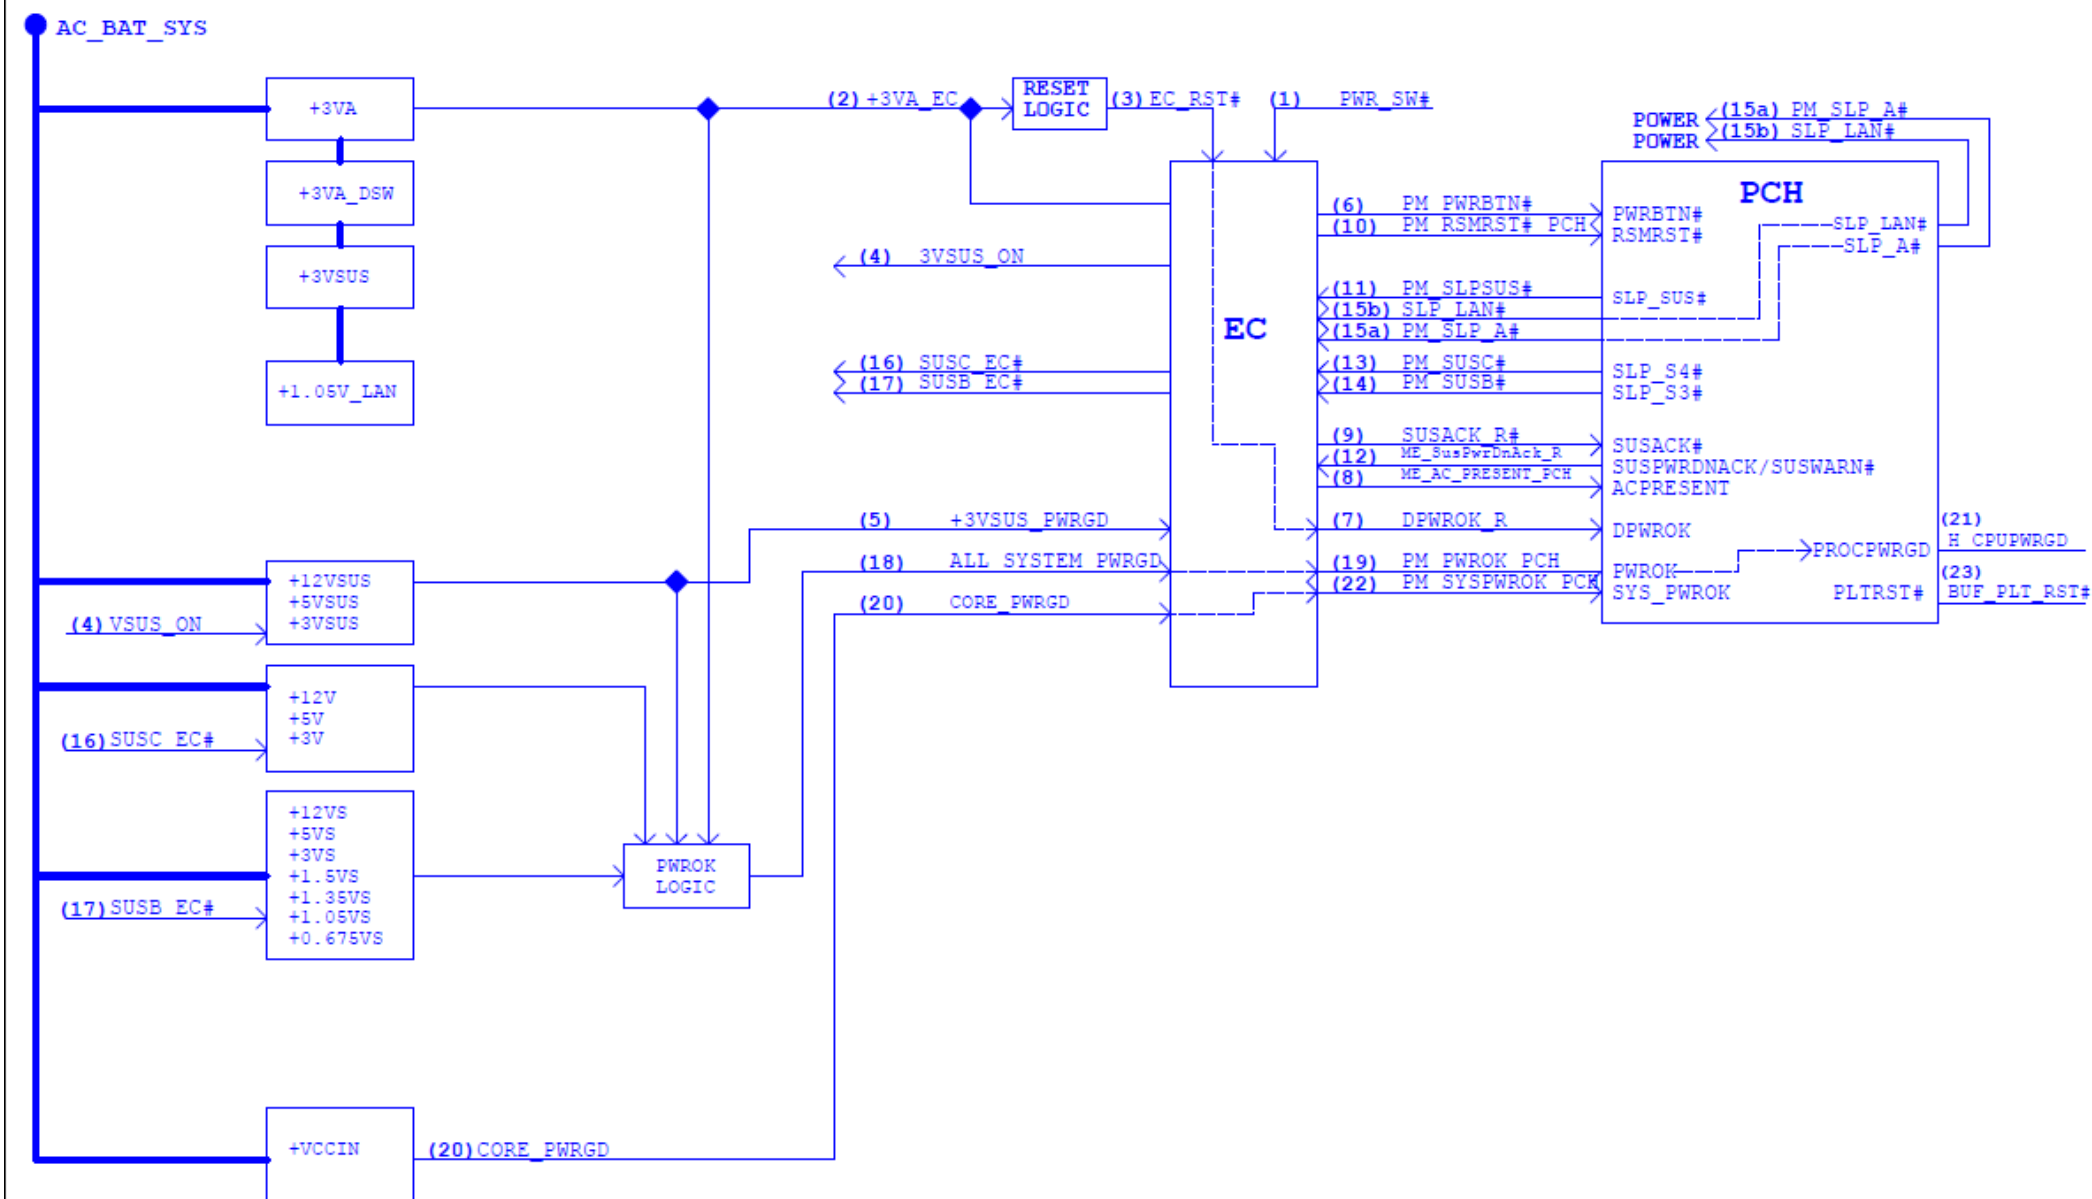 AC_BAT_SYS
+3VA
+3VA_DSW
+3VSUS
+1.05V_LAN
(2) +3VA_EC
RESET
LOGIC
(3) EC_RST#
(1) PWR_SW#
POWER (15a) PM_SLP_A#
POWER (15b) SLP_LAN#
PCH
EC
(6) PM_PWRBTN#
(10) PM_RSMRST#_PCH
PWRBTN#
RSMRST#
SLP_LAN#
SLP_A#
(4) 3VSUS_ON
(11) PM_SLPSUS#
(15b) SLP_LAN#
(15a) PM_SLP_A#
SLP_SUS#
(16) SUSC_EC#
(17) SUSB_EC#
(13) PM_SUSC#
(14) PM_SUSB#
SLP_S4#
SLP_S3#
(9) SUSACK_R#
(12) ME_SusPwrDnAck_R
(8) ME_AC_PRESENT_PCH
SUSACK#
SUSPWRDNACK/SUSWARN#
ACPRESENT
(5) +3VSUS_PWRGD
(7) DPWROK_R
DPWROK
(18) ALL_SYSTEM_PWRGD
(19) PM_PWROK_PCH
(22) PM_SYSPWROK_PCH
PWROK
SYS_PWROK
PROCPWRGD
PLTRST#
(21)
H_CPUPWRGD
(23)
BUF_PLT_RST#
(20) CORE_PWRGD
+12VSUS
+5VSUS
+3VSUS
(4) VSUS_ON
+12V
+5V
+3V
(16) SUSC_EC#
+12VS
+5VS
+3VS
+1.5VS
+1.35VS
+1.05VS
+0.675VS
(17) SUSB_EC#
PWROK
LOGIC
+VCCIN
(20) CORE_PWRGD